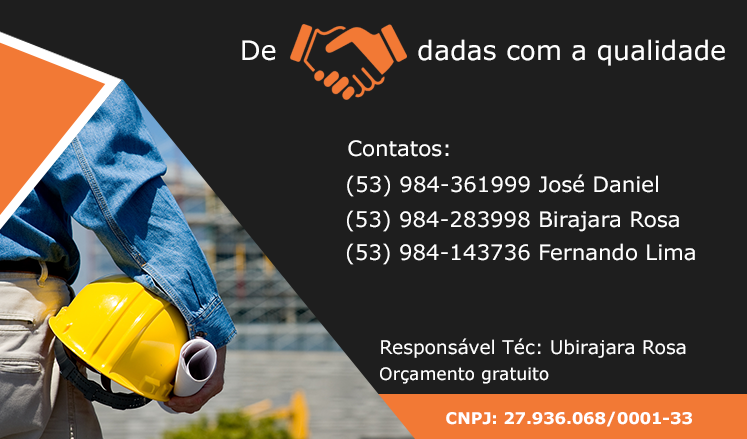 De dadas com a qualidade
Contatos:
(53) 984-361999 José Daniel
(53) 984-283998 Birajara Rosa
(53) 984-143736 Fernando Lima
Responsável Téc: Ubirajara Rosa
Orçamento gratuito
CNPJ: 27.936.068/0001-33